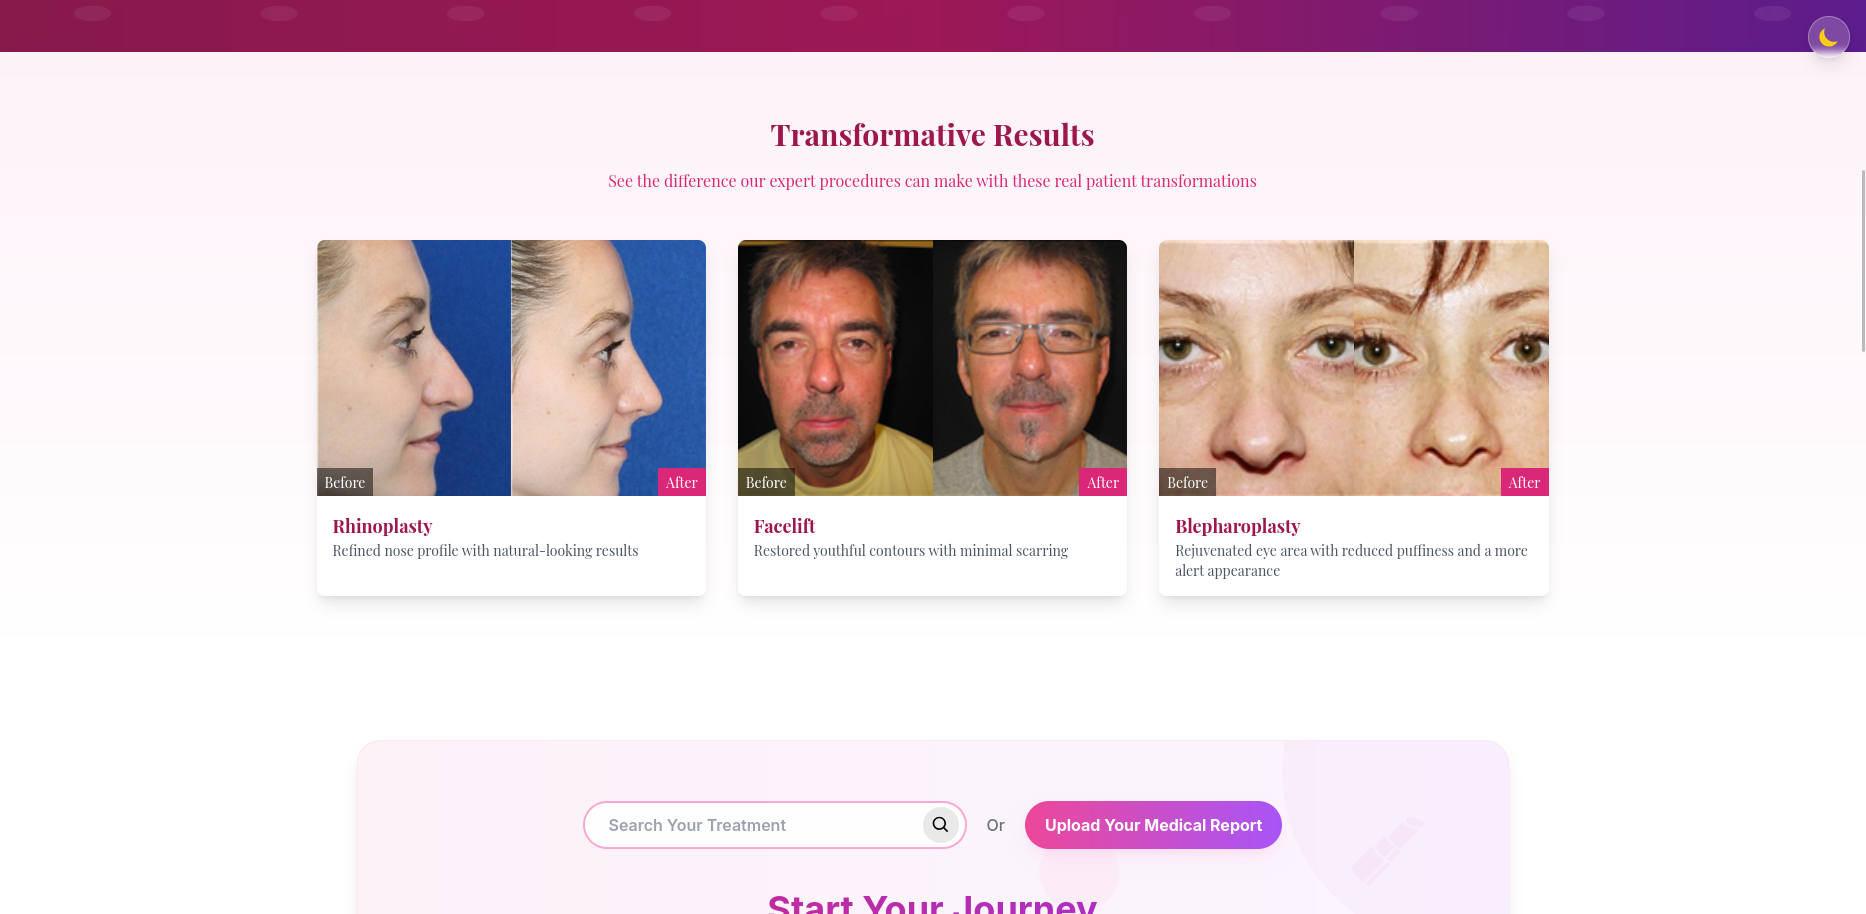 Transformative Results
See the difference our expert procedures can make with these real patient transformations
Before
After
Before
After
Before
After
Rhinoplasty
Refined nose profile with natural-looking results
Facelift
Restored youthful contours with minimal scarring
Blepharoplasty
Rejuvenated eye area with reduced puffiness and a more
alert appearance
Search Your Treatment
Or
Upload Your Medical Report
Start Your Journey